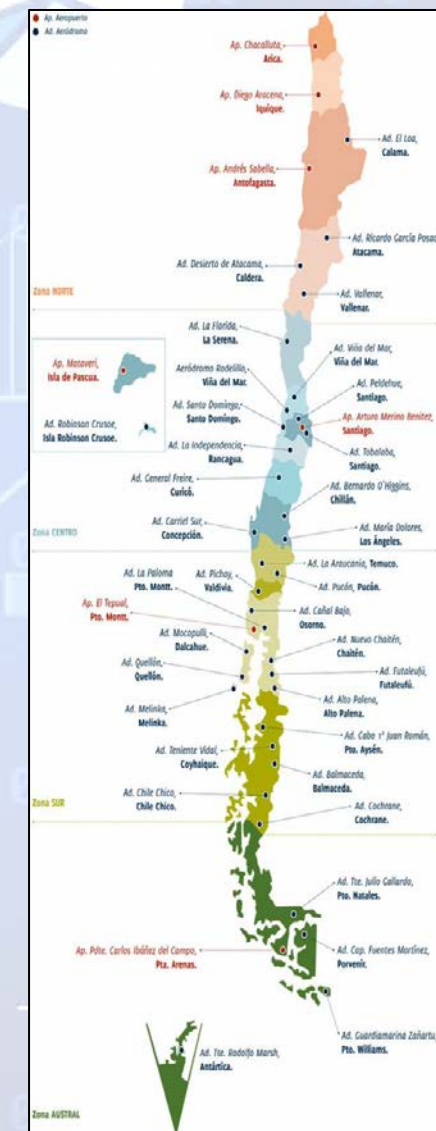 Ap. Aeropuerto
Ad. Aeródromo
Ap. Chacalluta,
Arica.
Ap. Diego Aracena,
Iquique.
Ad. El Loa,
Calama.
Ap. Andrés Sabella,
Antofagasta.
Ad. Ricardo García Posad
Atacama.
Ad. Desierto de Atacama,
Caldera.
Zona NORTE
Ad. Vallenar,
Vallenar.
Ad. La Florida,
La Serena.
Ap. Mataveri,
Isla de Pascua.
Ad. Viña del Mar,
Viña del Mar.
Aeródromo Rodelillo,
Viña del Mar.
Ad. Peldehue,
Santiago.
Ad. Santo Domingo,
Santo Domingo.
Ap. Arturo Merino Benítez,
Santiago.
Ad. Robinson Crusoe,
Isla Robinson Crusoe.
Ad. La Independencia,
Rancagua.
Ad. Tobalaba,
Santiago.
Ad. General Freire,
Curicó.
Ad. Bernardo O'Higgins,
Chillán.
Zona CENTRO
Ad. Carriel Sur,
Concepción.
Ad. María Dolores,
Los Ángeles.
Ad. La Araucanía, Temuco.
Ad. La Paloma
Pto. Montt.
Ad. Pichoy,
Valdivia.
Ad. Pucón, Pucón.
Ap. El Tepual,
Pto. Montt.
Ad. Cañal Bajo,
Osorno.
Ad. Mocopulli,
Dalcahue.
Ad. Nuevo Chaitén,
Chaitén.
Ad. Quellón,
Quellón.
Ad. Futaleufú,
Futaleufú.
Ad. Melinka,
Melinka.
Ad. Alto Palena,
Alto Palena.
Ad. Cabo 1° Juan Román,
Pto. Aysén.
Ad. Teniente Vidal,
Coyhaique.
Ad. Balmaceda,
Balmaceda.
Ad. Chile Chico,
Chile Chico.
Zona SUR
Ad. Cochrane,
Cochrane.
Ad. Tte. Julio Gallardo,
Pto. Natales.
Ap. Pdte. Carlos Ibáñez del Campo,
Pta. Arenas.
Ad. Cap. Fuentes Martínez,
Porvenir.
Ad. Guardiamarina Zañartu,
Pto. Williams.
Ad. Tte. Rodolfo Marsh,
Antártica.
Zona AUSTRAL